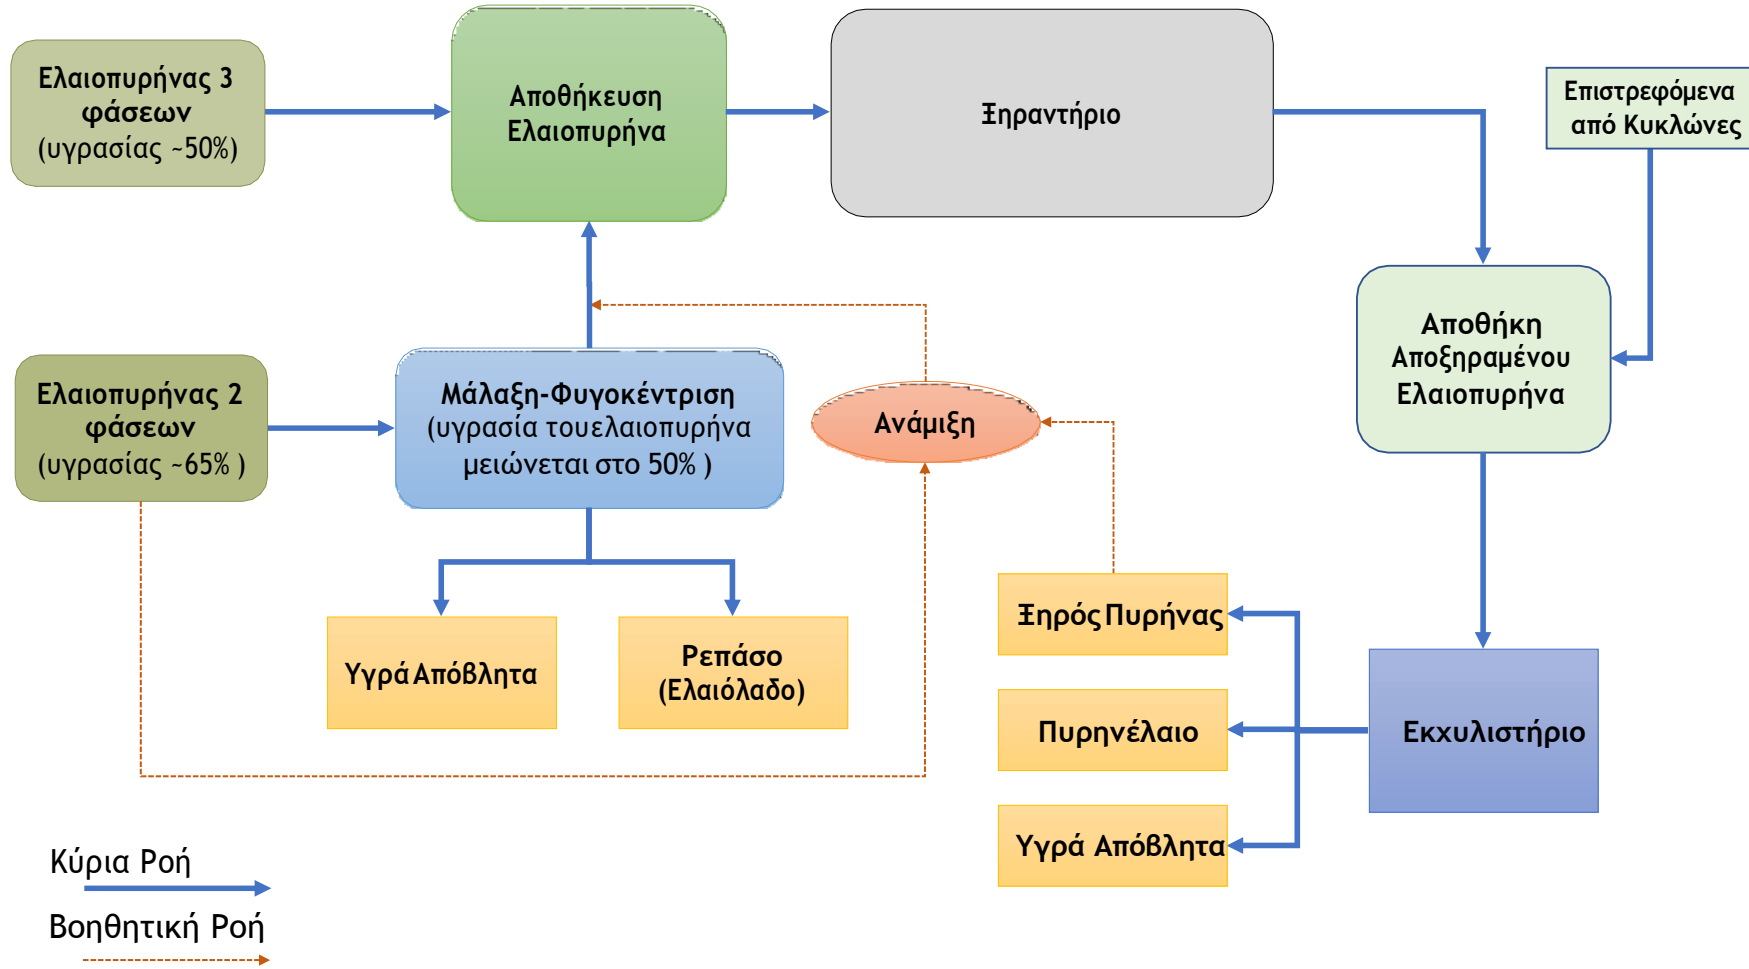 Ελαιοπυρήνας 3
φάσεων
(υγρασίας ~50%)
Αποθήκευση
Ελαιοπυρήνα
Ξηραντήριο
Επιστρεφόμενα
από Κυκλώνες
Αποθήκη
Αποξηραμένου
Ελαιοπυρήνα
Ελαιοπυρήνας 2
φάσεων
(υγρασίας ~65% )
Μάλαξη-Φυγοκέντριση
(υγρασία τουελαιοπυρήνα
μειώνεται στο 50% )
Ανάμιξη
Υγρά Απόβλητα
Ρεπάσο
(Ελαιόλαδο)
Ξηρός Πυρήνας
Πυρηνέλαιο
Υγρά Απόβλητα
Εκχυλιστήριο
Κύρια Ροή
Βοηθητική Ροή